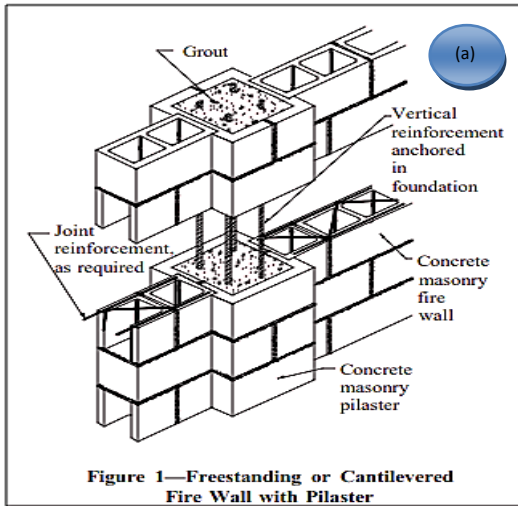 (a)
Grout
Vertical
reinforcement
anchored
in
foundation
Joint
reinforcement,
as required
Concrete
masonry
fire
wall
Concrete
masonry
pilaster
Figure 1—Freestanding or Cantilevered
Fire Wall with Pilaster